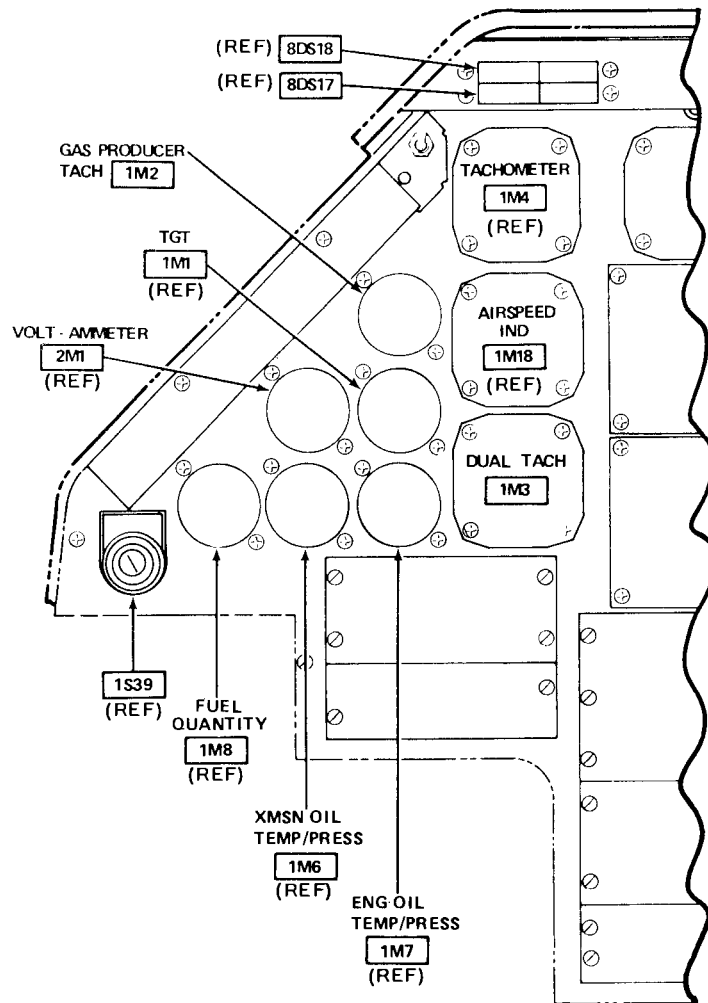 (REF) 8DS18
(REF) 8DS17
GAS PRODUCER
TACH 1M2
TACHOMETER
1M4
(REF)
TGT
1M1
(REF)
AIRSPEED
IND
1M18
(REF)
VOLT - AMMETER
2M1
(REF)
DUAL TACH
1M3
1S39
(REF)
FUEL
QUANTITY
1M8
(REF)
XMSN OIL
TEMP/PRESS
1M6
(REF)
ENG OIL
TEMP/PRESS
1M7
(REF)